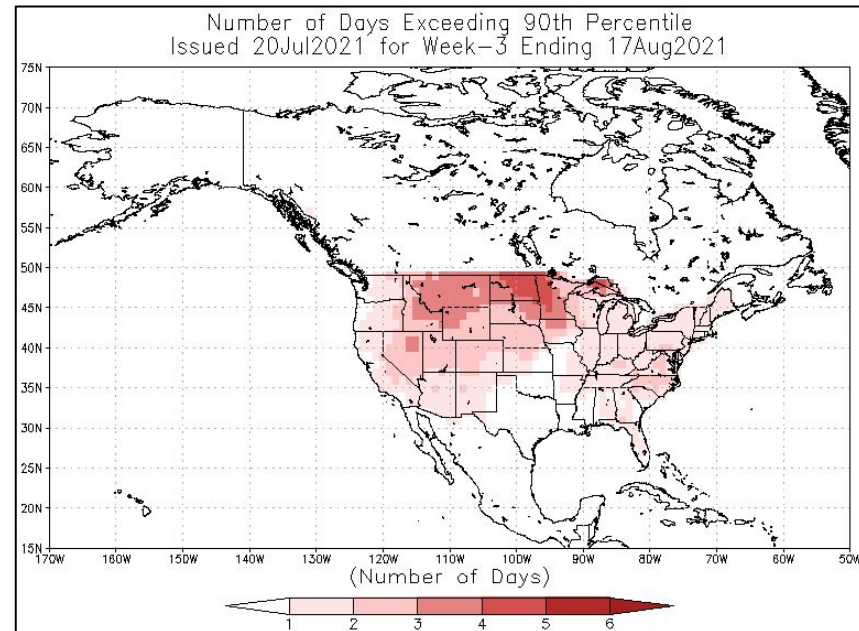 Number of Days Exceeding 90th Percentile
Issued 20Jul2021 for Week-3 Ending 17Aug2021
75N
70N
65N
60N
55N
50N
45N
40N
35N
30N
25N
20N
15N
170W 160W 150W 140W 130W 120W 110W 100W 90W 80W 70W 60W 50W
(Number of Days)
1 2 3 4 5 6